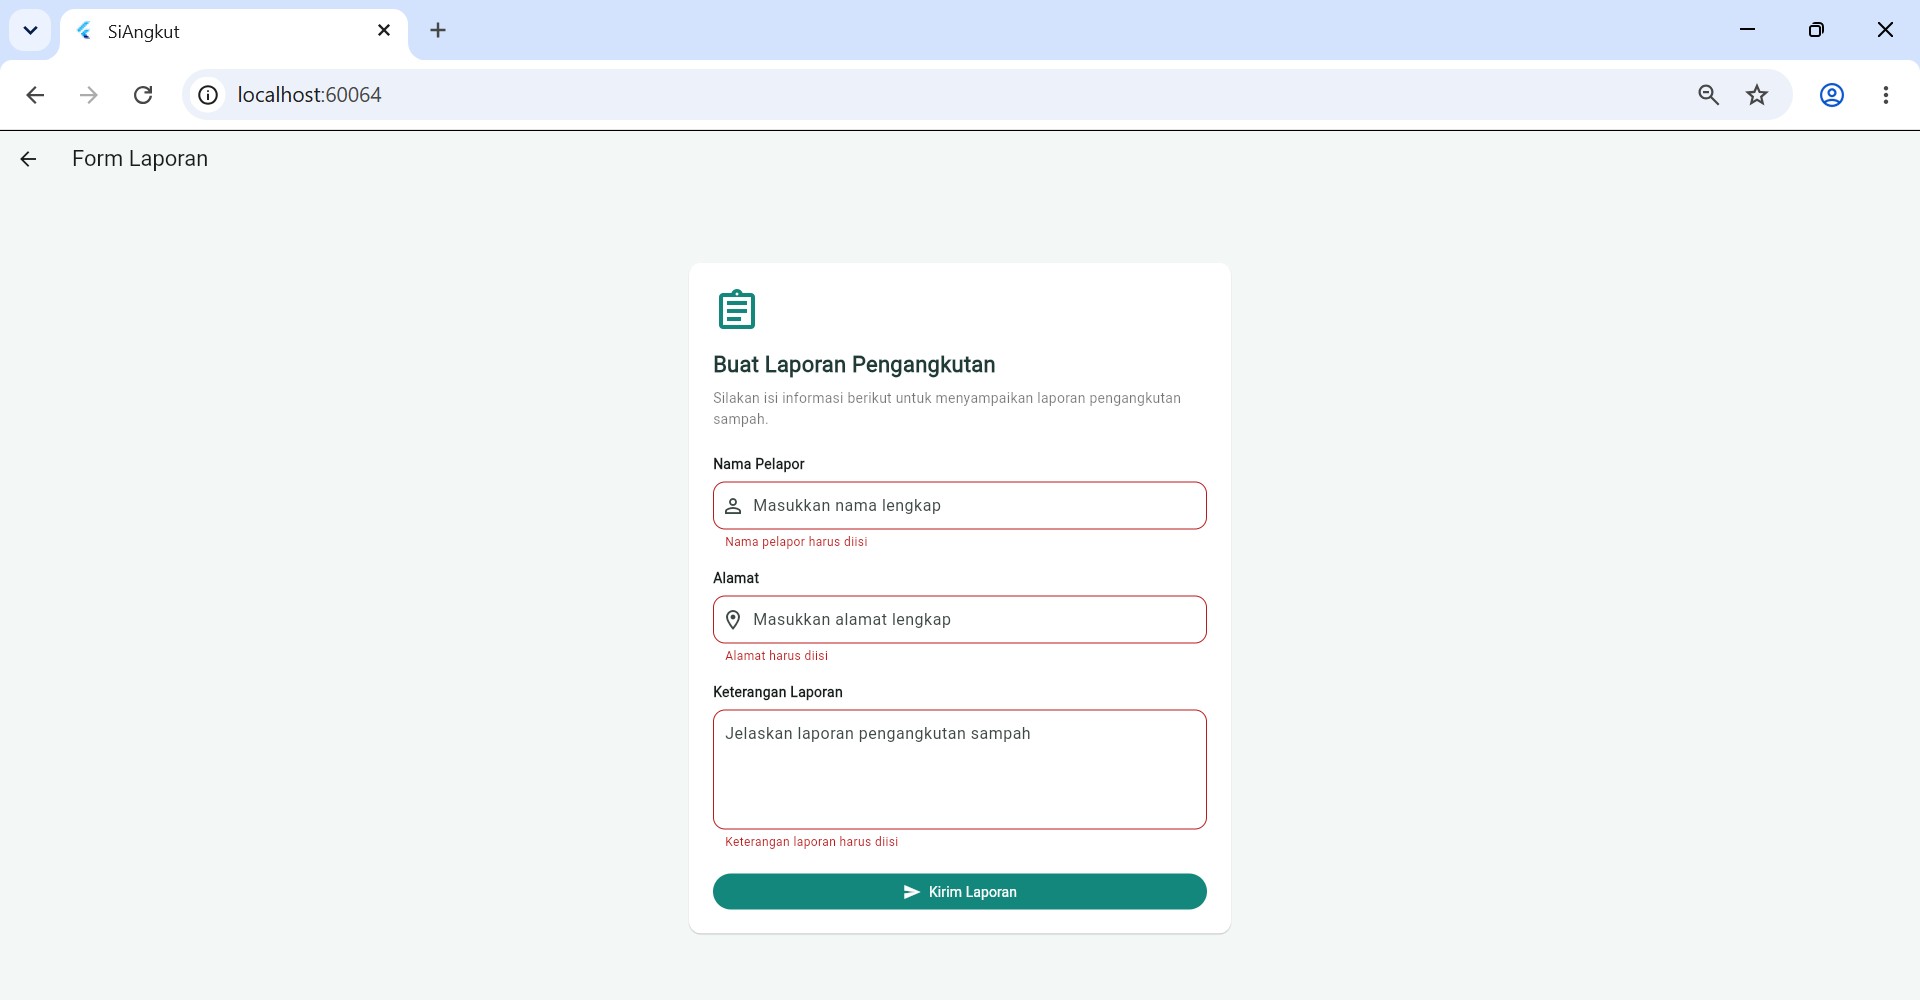 SiAngkut
localhost:60064
Form Laporan
Buat Laporan Pengangkutan
Silakan isi informasi berikut untuk menyampaikan laporan pengangkutan
sampah.
Nama Pelapor
Masukkan nama lengkap
Nama pelapor harus diisi
Alamat
Masukkan alamat lengkap
Alamat harus diisi
Keterangan Laporan
Jelaskan laporan pengangkutan sampah
Keterangan laporan harus diisi
Kirim Laporan